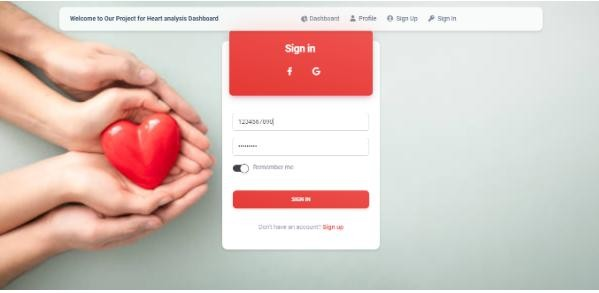 Welcome to Our Project for Heart analysis Dashboard
Dashboard
Profile
Sign Up
Sign In
Sign in
1234567890
Remember me
SIGN IN
Don't have an account? Sign up